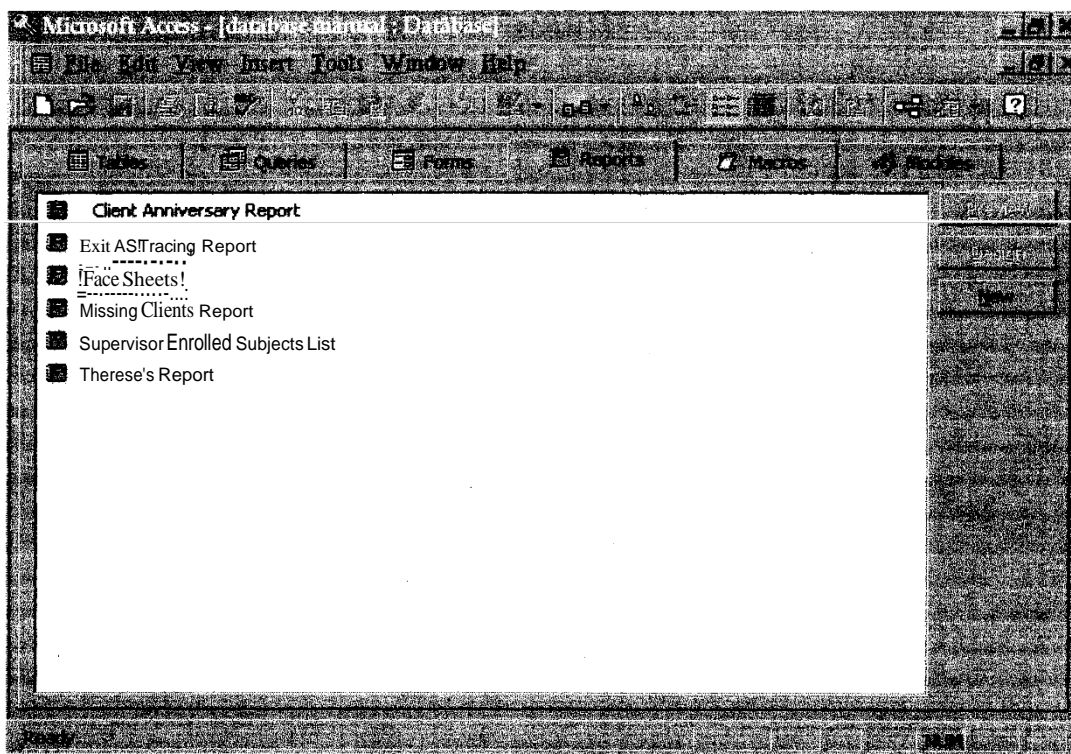 Microsoft Access - [database-manual : Database]
File Edit View Insert Tools Window Help
Tables Queries Forms Reports Macros Modules
Client Anniversary Report
Exit AS!Tracing Report
!Face Sheets!
Missing Clients Report
Supervisor Enrolled Subjects List
Therese's Report
Design
New
Ready